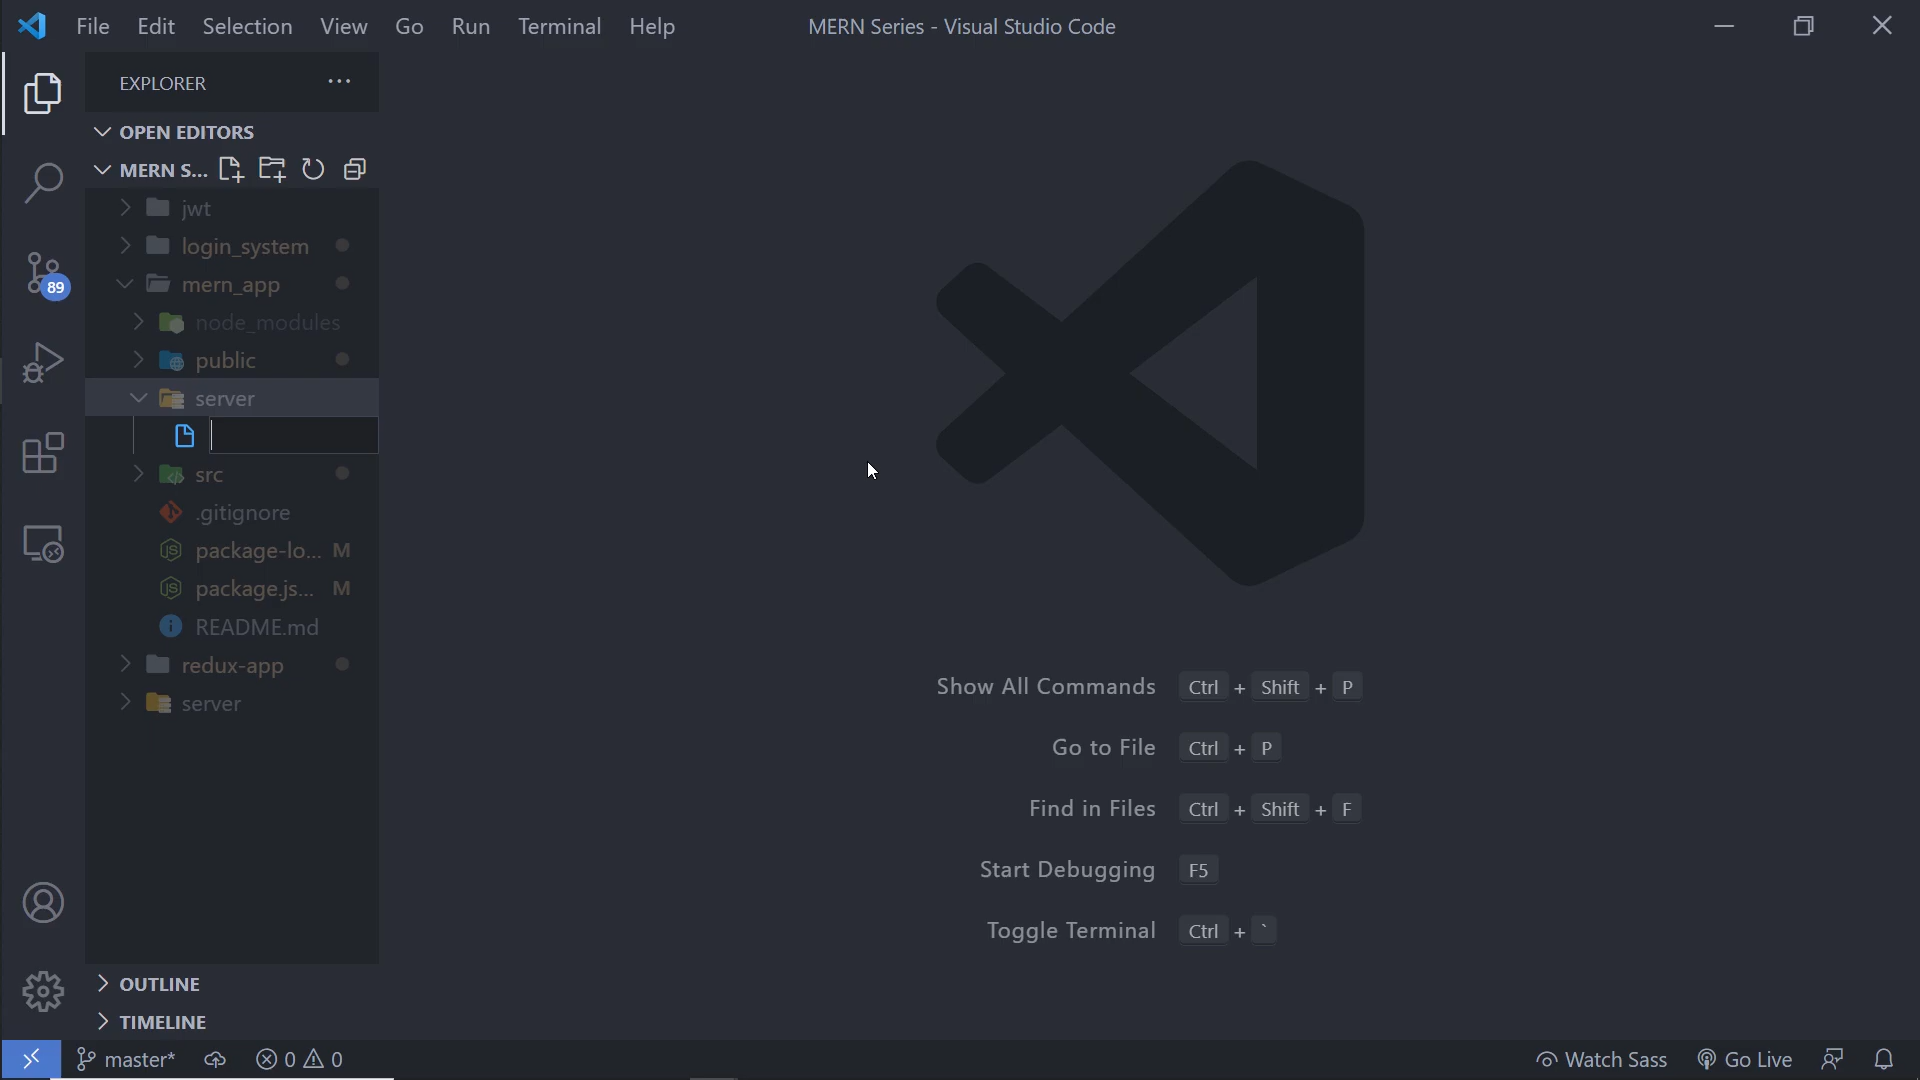 File Edit Selection View Go Run Terminal Help MERN Series - Visual Studio Code
EXPLORER ...
OPEN EDITORS
MERN S...
jwt
login_system
mern_app
node_modules
public
server
src
.gitignore
package-lo... M
package.js... M
README.md
redux-app
server
89
Show All Commands Ctrl + Shift + P
Go to File Ctrl + P
Find in Files Ctrl + Shift + F
Start Debugging F5
Toggle Terminal Ctrl + `
OUTLINE
TIMELINE
master* 0 0 Watch Sass Go Live